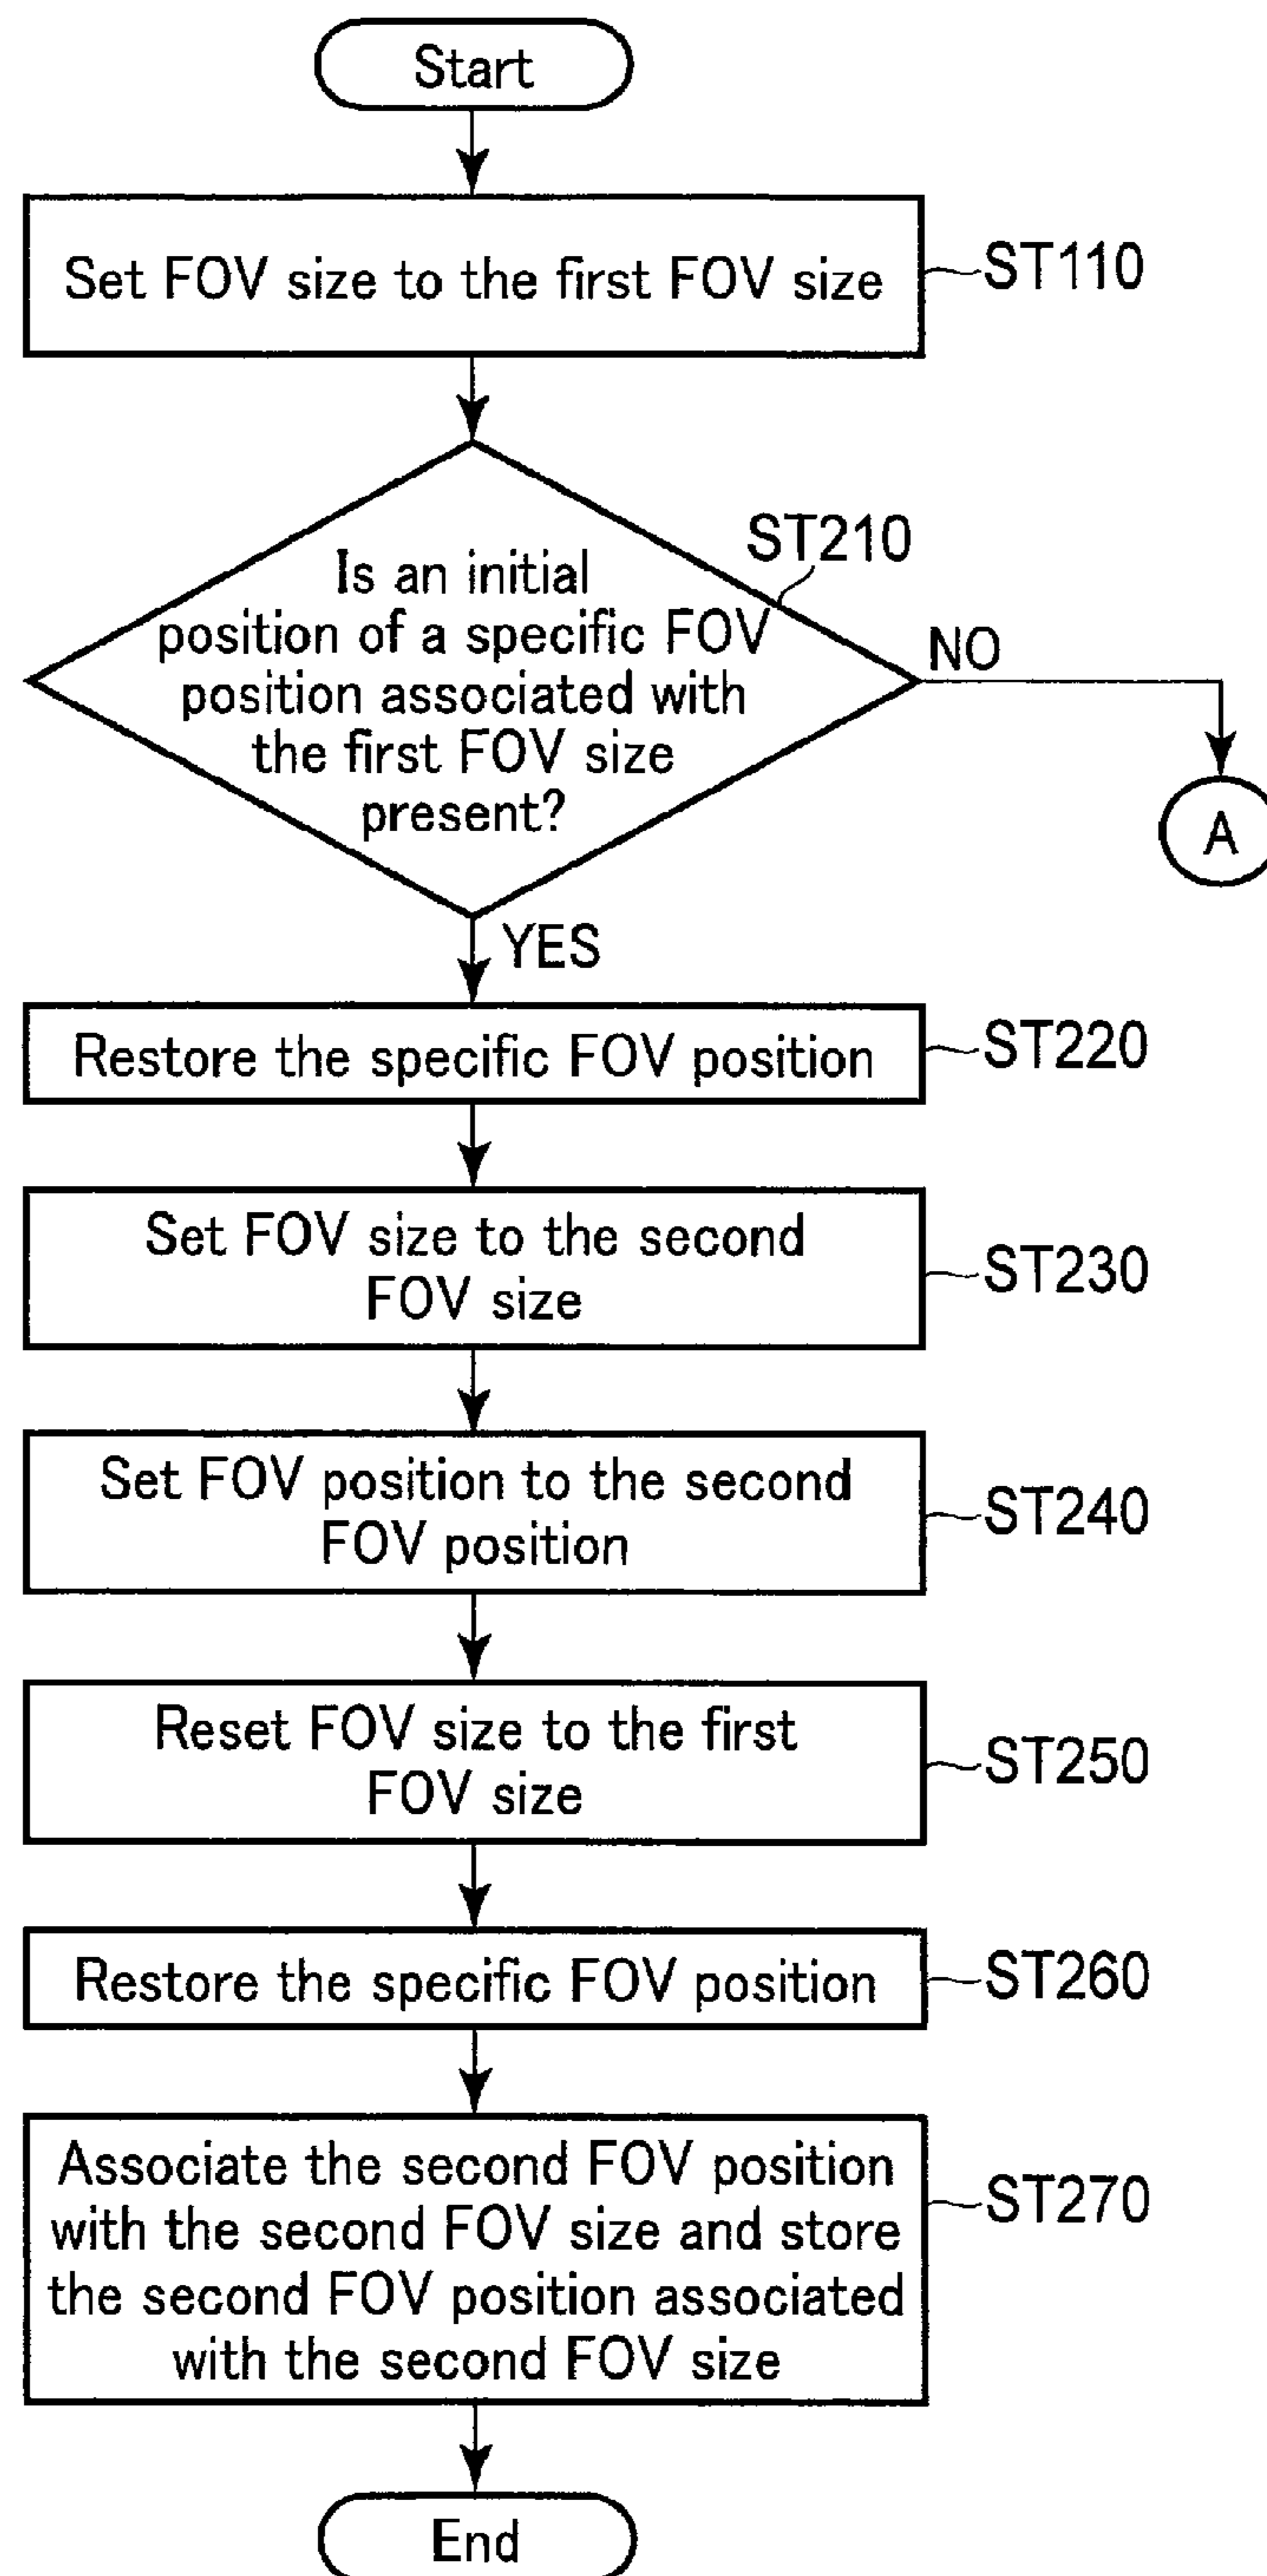 Start
Set FOV size to the first FOV size
ST110
ST210
Is an initial
position of a specific FOV
position associated with
the first FOV size
present?
NO
A
YES
Restore the specific FOV position
ST220
Set FOV size to the second
FOV size
ST230
Set FOV position to the second
FOV position
ST240
Reset FOV size to the first
FOV size
ST250
Restore the specific FOV position
ST260
Associate the second FOV position
with the second FOV size and store
the second FOV position associated
with the second FOV size
ST270
End